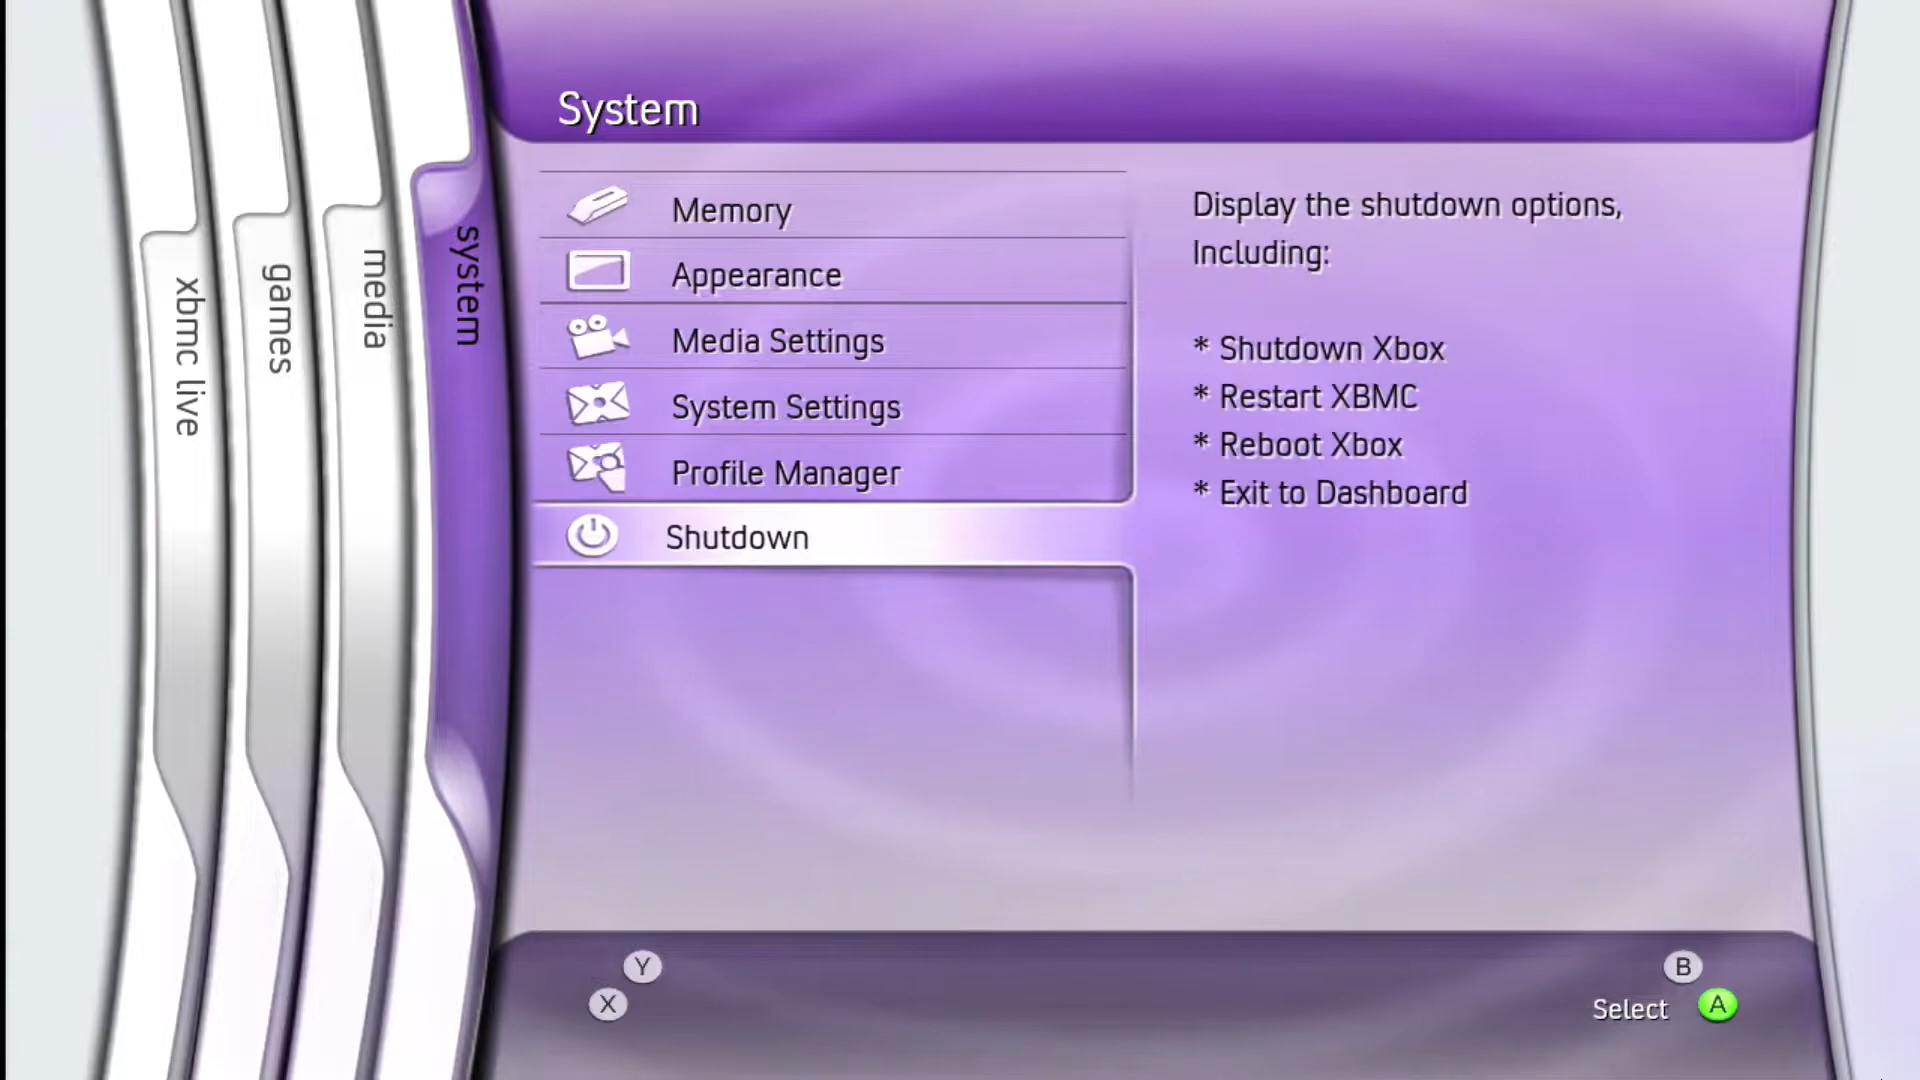 xbmc live
games
media
system
System
Memory
Appearance
Media Settings
System Settings
Profile Manager
Shutdown
Display the shutdown options,
Including:
* Shutdown Xbox
* Restart XBMC
* Reboot Xbox
* Exit to Dashboard
Y
X
B
Select A